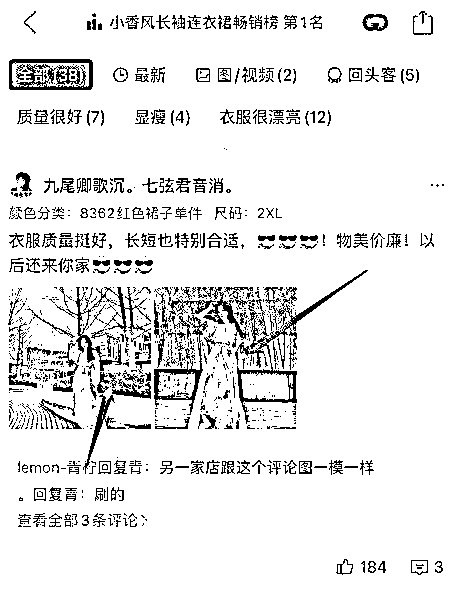 小香风长袖连衣裙畅销榜 第1名
全部(38) 最新 图/视频(2) 回头客(5)
质量很好(7) 显瘦(4) 衣服很漂亮(12)
九尾卿歌沉。七弦君音消。
颜色分类：8362红色裙子单件 尺码：2XL
衣服质量挺好，长短也特别合适，😎😎😎！物美价廉！以
后还来你家😎😎😎
lemon-青柠回复青：另一家店跟这个评论图一模一样
。回复青：刷的
查看全部3条评论>
184 3